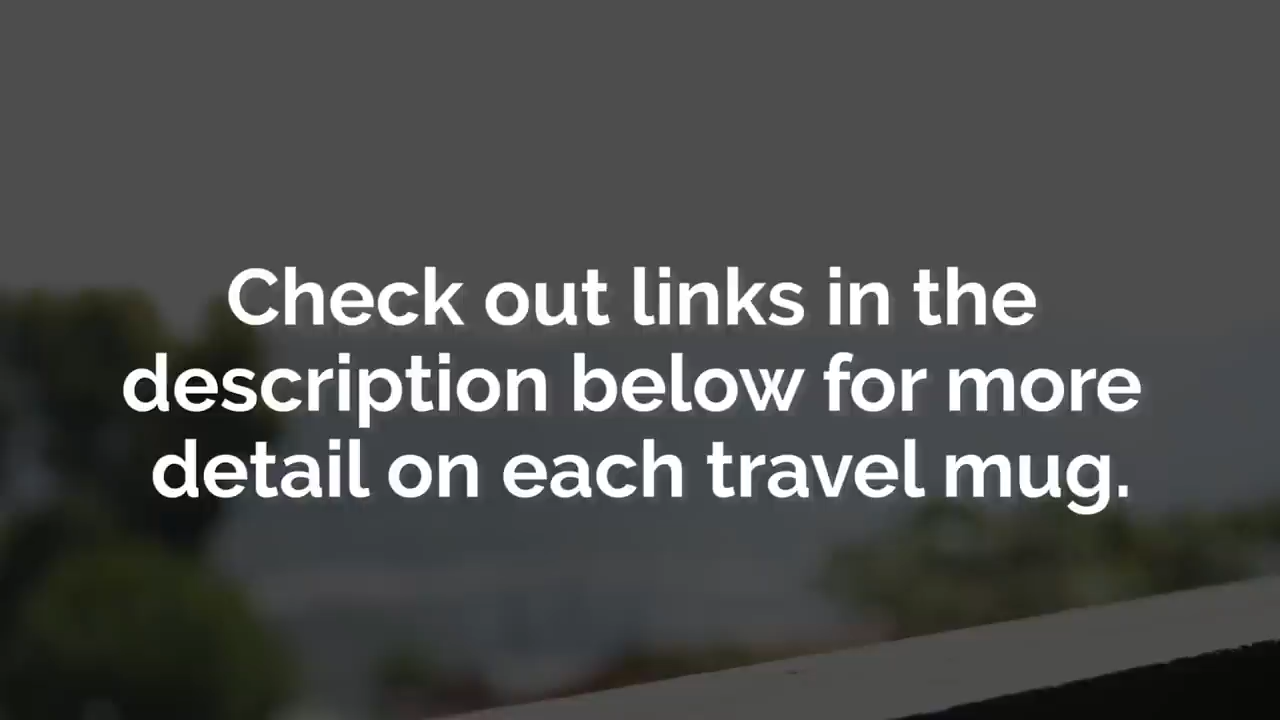 Check out links in the
description below for more
detail on each travel mug.